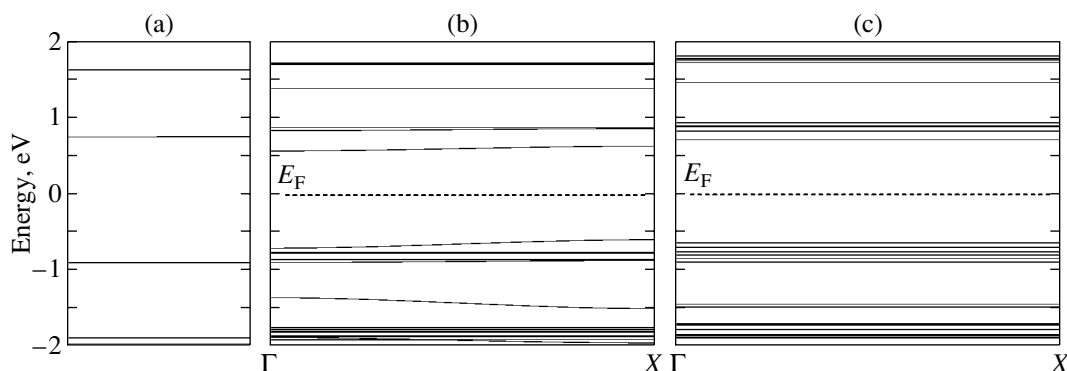 (a) (b) (c)
Energy, eV
2
1
0
−1
−2
E_F E_F
Γ X Γ X